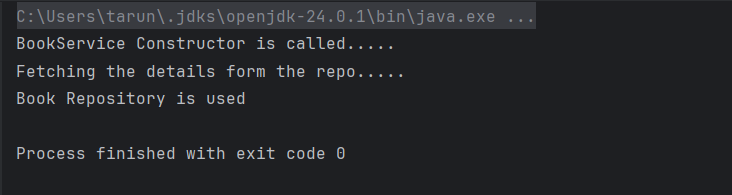 C:\Users\tarun\.jdks\openjdk-24.0.1\bin\java.exe ...
BookService Constructor is called.....
Fetching the details form the repo.....
Book Repository is used
Process finished with exit code 0